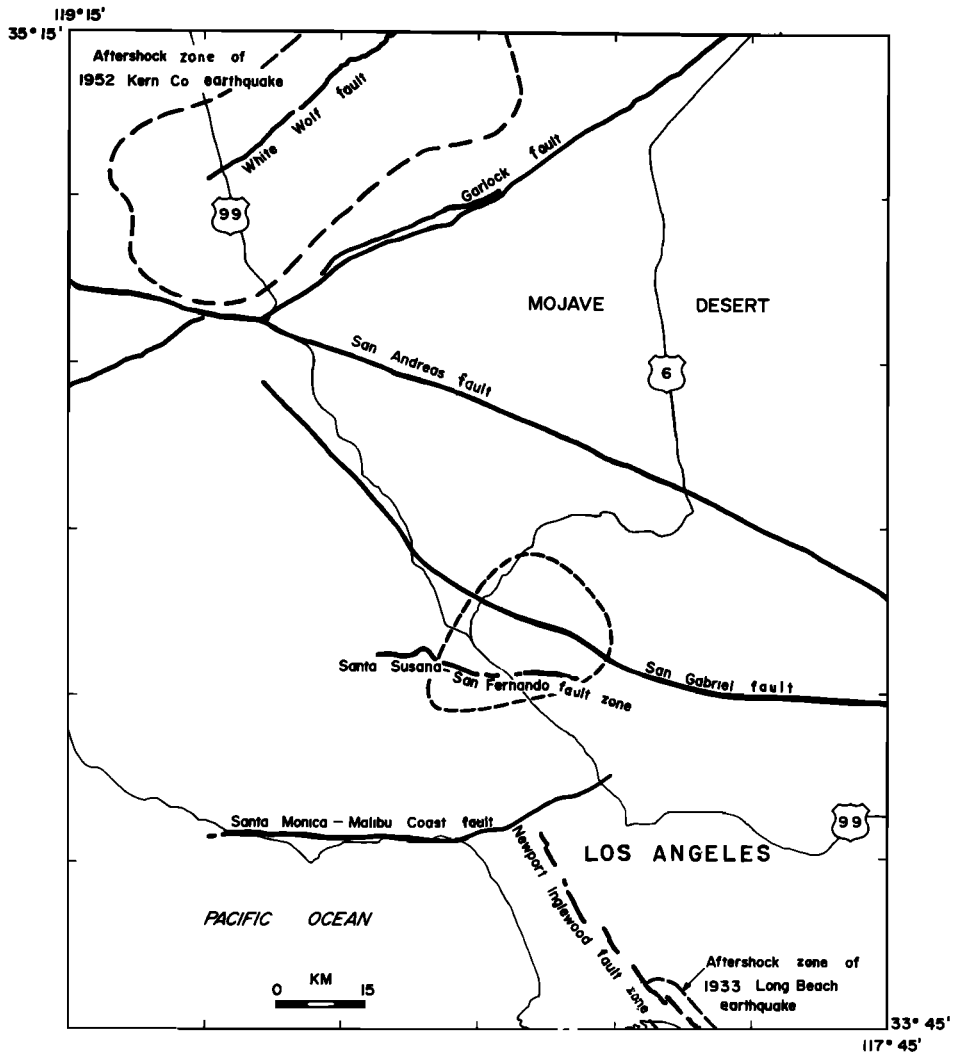 119° 15'
35° 15'
Aftershock zone of
1952 Kern Co earthquake
White Wolf fault
99
Garlock fault
MOJAVE DESERT
San Andreas fault
6
Santa Susana-
San Fernando fault zone
San Gabriel fault
Santa Monica – Malibu Coast fault
99
LOS ANGELES
Newport Inglewood fault zone
PACIFIC OCEAN
Aftershock zone of
1933 Long Beach
earthquake
KM
0 15
33° 45'
117° 45'